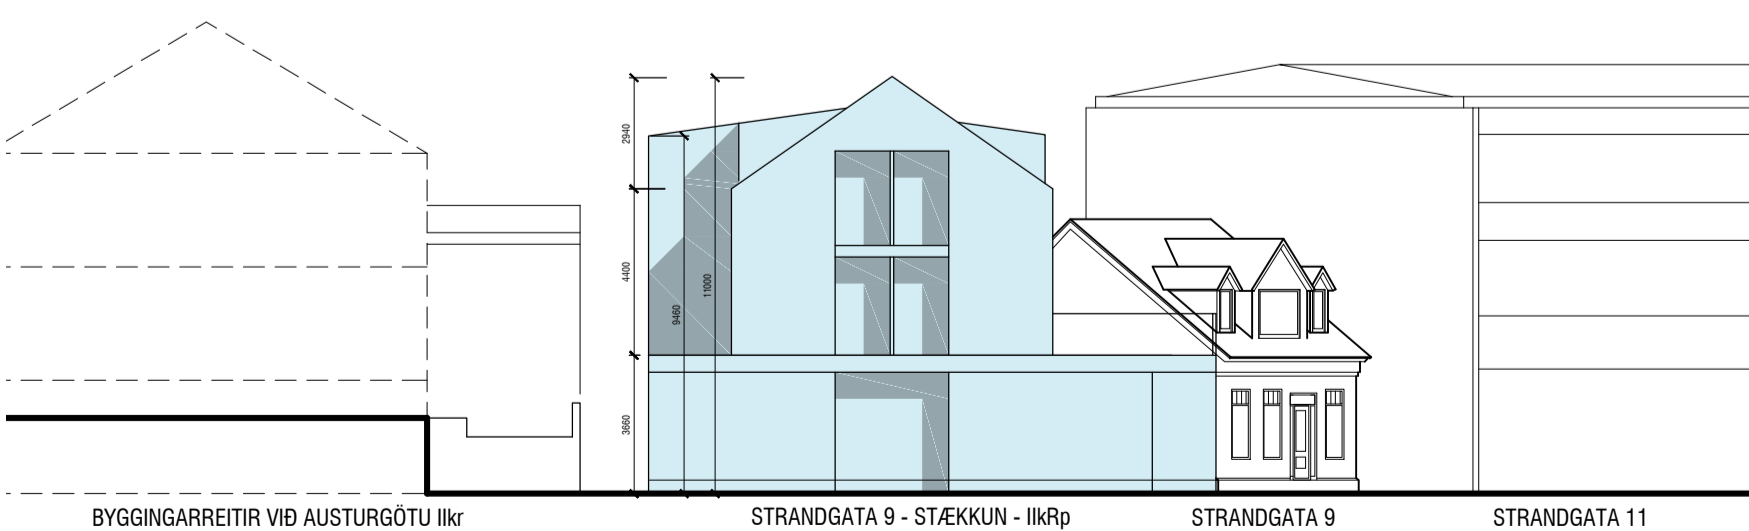 2940
4400
3660
9460
11000
BYGGINGARREITIR VIÐ AUSTURGÖTU IIkr
STRANDGATA 9 - STÆKKUN - IIkRp
STRANDGATA 9
STRANDGATA 11